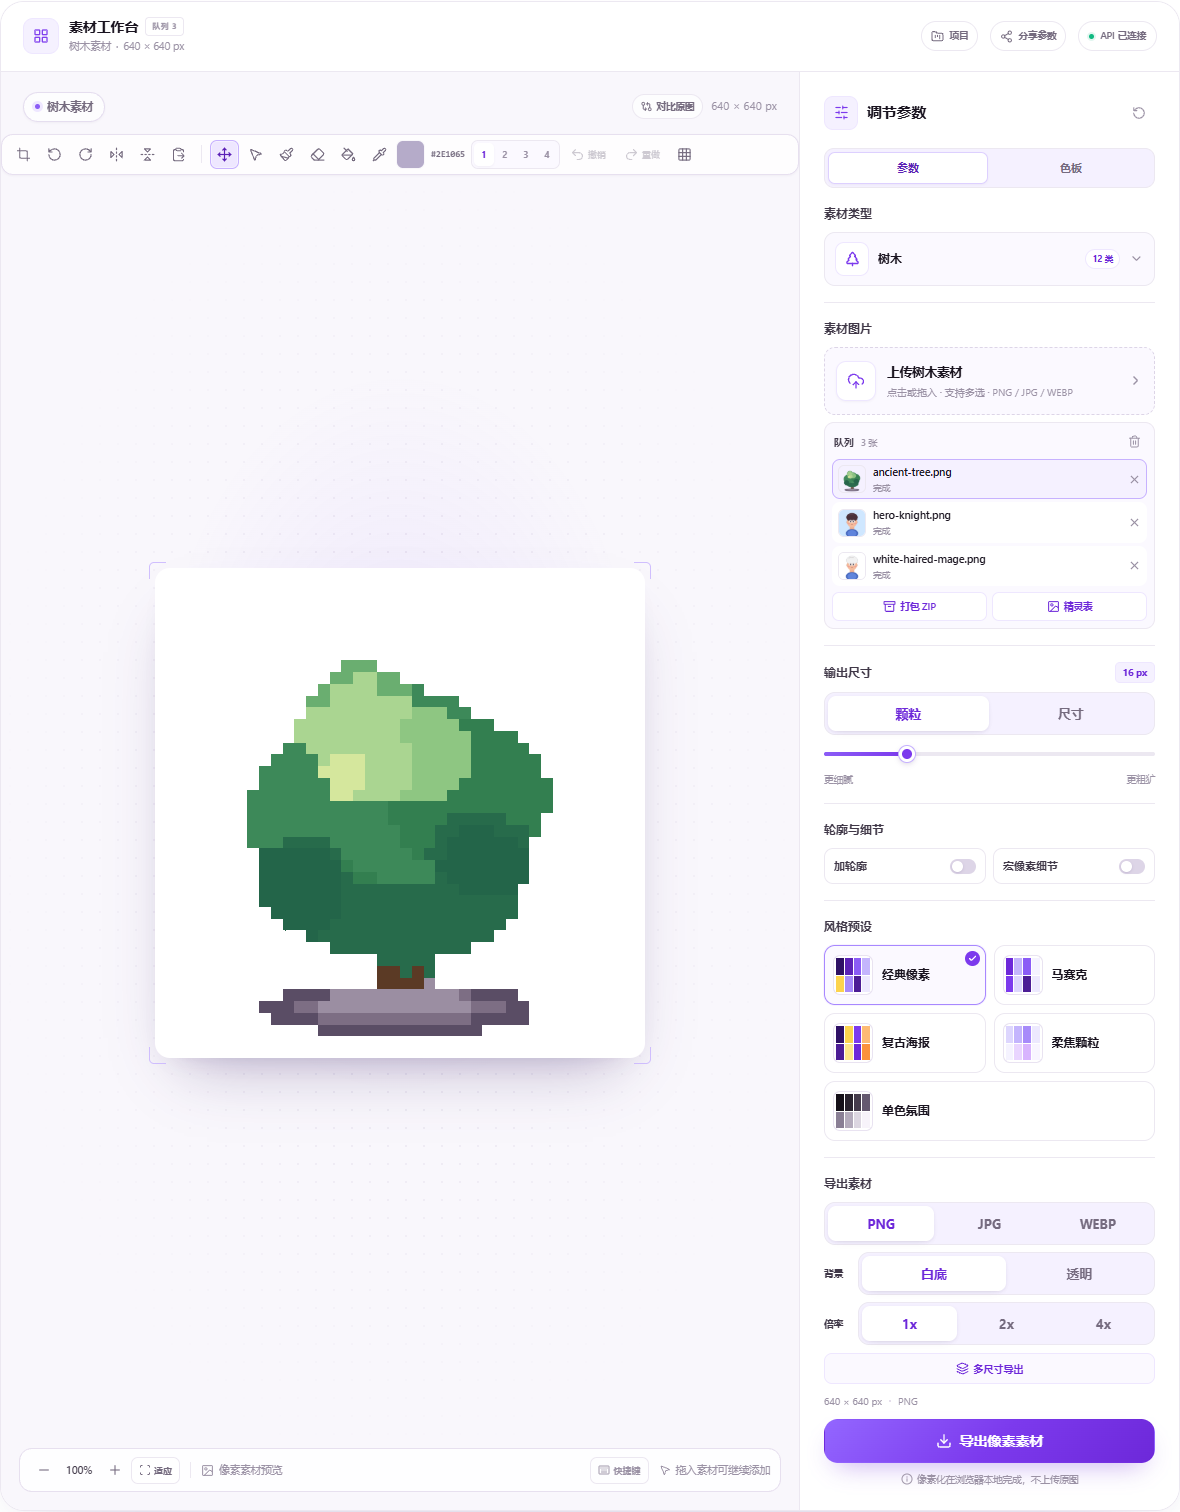 素材工作台 队列 3
树木素材 · 640 × 640 px
项目
分享参数
API 已连接
树木素材
对比原图
640 × 640 px
#2E1065
1 2 3 4
撤销
重做
调节参数
参数
色板
素材类型
树木
12 类
素材图片
上传树木素材
点击或拖入 · 支持多选 · PNG / JPG / WEBP
队列 3 张
ancient-tree.png
完成
hero-knight.png
完成
white-haired-mage.png
完成
打包 ZIP
精灵表
输出尺寸
16 px
颗粒
尺寸
更细腻
更粗犷
轮廓与细节
加轮廓
宏像素细节
风格预设
经典像素
马赛克
复古海报
柔焦颗粒
单色氛围
导出素材
PNG
JPG
WEBP
背景
白底
透明
倍率
1x
2x
4x
多尺寸导出
640 × 640 px · PNG
导出像素素材
像素化在浏览器本地完成，不上传原图
100%
适应
像素素材预览
快捷键
拖入素材可继续添加